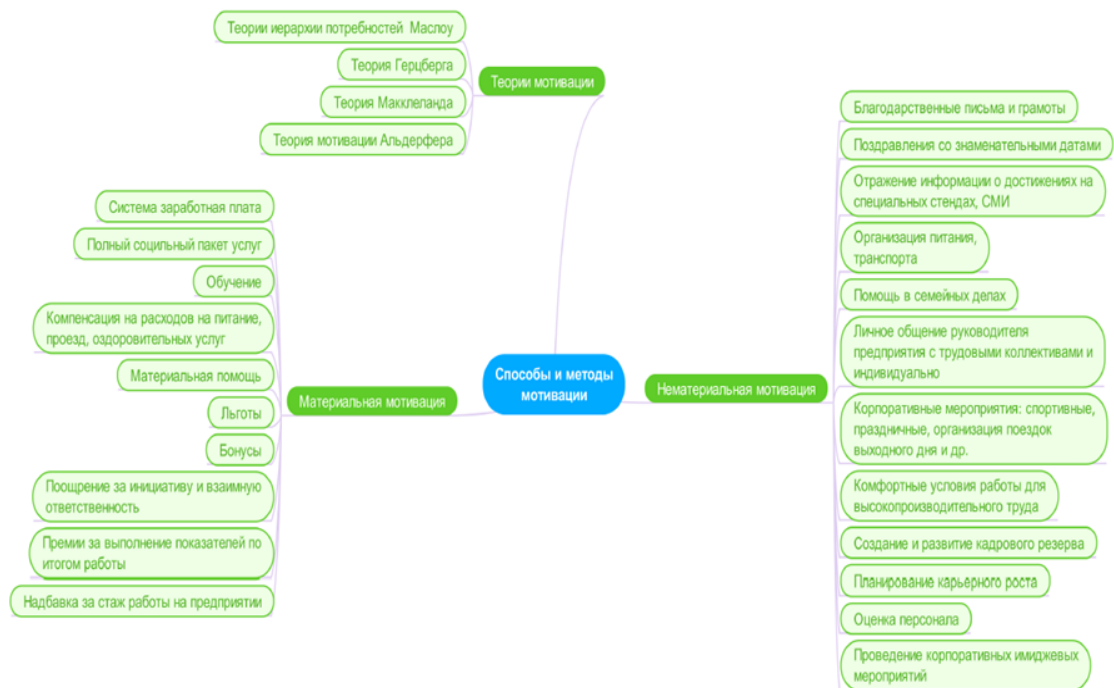 Теории иерархии потребностей Маслоу
Теория Герцберга
Теория Макклеланда
Теория мотивации Альдерфера
Теории мотивации
Система заработная плата
Полный социльный пакет услуг
Обучение
Компенсация на расходов на питание,
проезд, оздоровительных услуг
Материальная помощь
Льготы
Бонусы
Поощрение за инициативу и взаимную
ответственность
Премии за выполнение показателей по
итогом работы
Надбавка за стаж работы на предприятии
Материальная мотивация
Способы и методы
мотивации
Нематериальная мотивация
Благодарственные письма и грамоты
Поздравления со знаменательными датами
Отражение информации о достижениях на
специальных стендах, СМИ
Организация питания,
транспорта
Помощь в семейных делах
Личное общение руководителя
предприятия с трудовыми коллективами и
индивидуально
Корпоративные мероприятия: спортивные,
праздничные, организация поездок
выходного дня и др.
Комфортные условия работы для
высокопроизводительного труда
Создание и развитие кадрового резерва
Планирование карьерного роста
Оценка персонала
Проведение корпоративных имиджевых
мероприятий